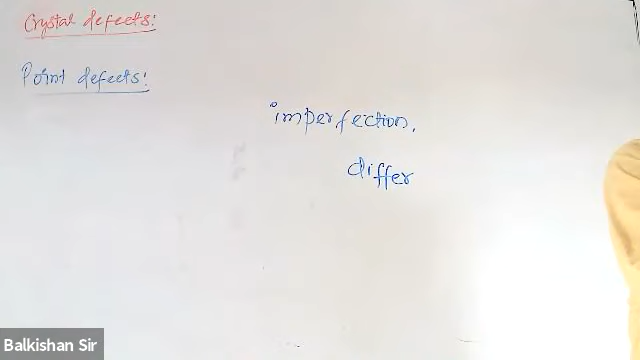 Crystal defects:
Point defects:
imperfection.
differ
Balkishan Sir